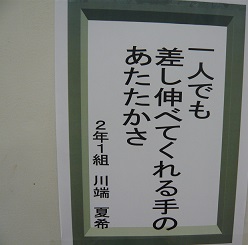 一人でも
差し伸べてくれる手の
あたたかさ
2年1組 川端 夏希